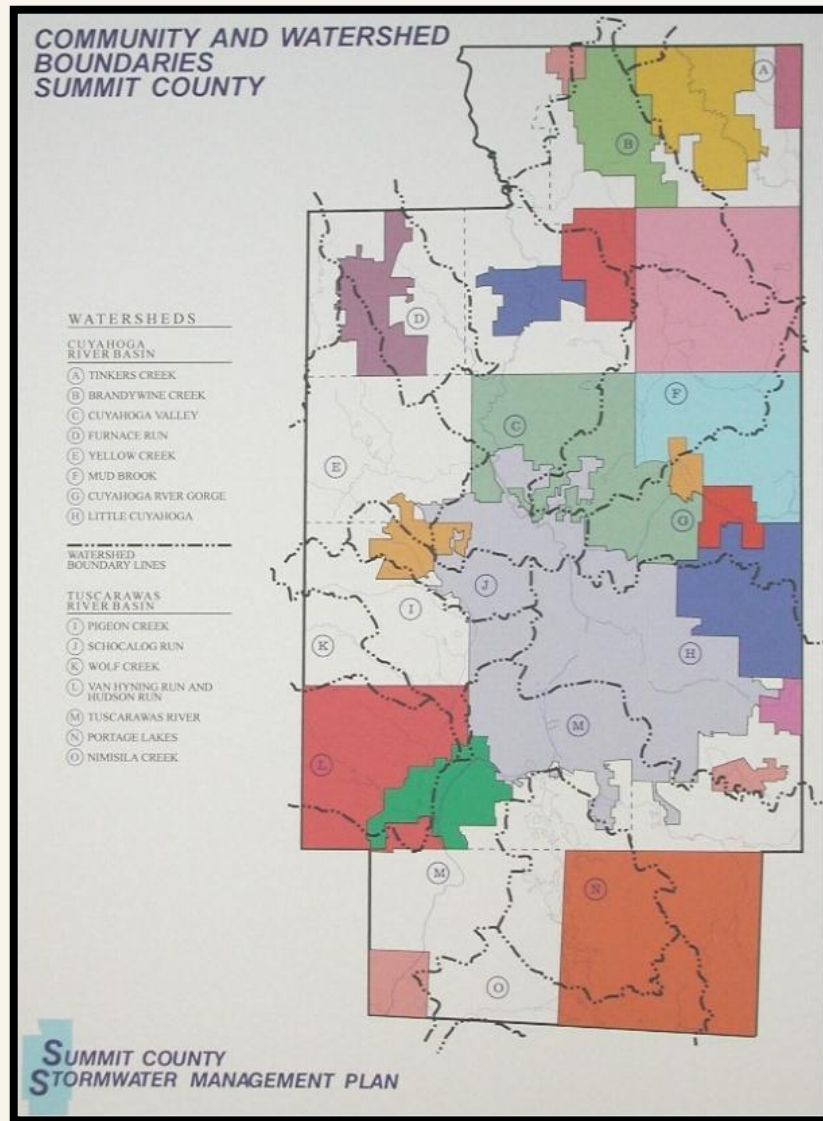 COMMUNITY AND WATERSHED
BOUNDARIES
SUMMIT COUNTY
WATERSHEDS
CUYAHOGA
RIVER BASIN
A TINKERS CREEK
B BRANDYWINE CREEK
C CUYAHOGA VALLEY
D FURNACE RUN
E YELLOW CREEK
F MUD BROOK
G CUYAHOGA RIVER GORGE
H LITTLE CUYAHOGA
WATERSHED
BOUNDARY LINES
TUSCARAWAS
RIVER BASIN
I PIGEON CREEK
J SCHOCALOG RUN
K WOLF CREEK
L VAN HYNING RUN AND
HUDSON RUN
M TUSCARAWAS RIVER
N PORTAGE LAKES
O NIMISILA CREEK
A
B
D
C
F
E
G
J
I
K
H
M
L
M
N
O
SUMMIT COUNTY
STORMWATER MANAGEMENT PLAN